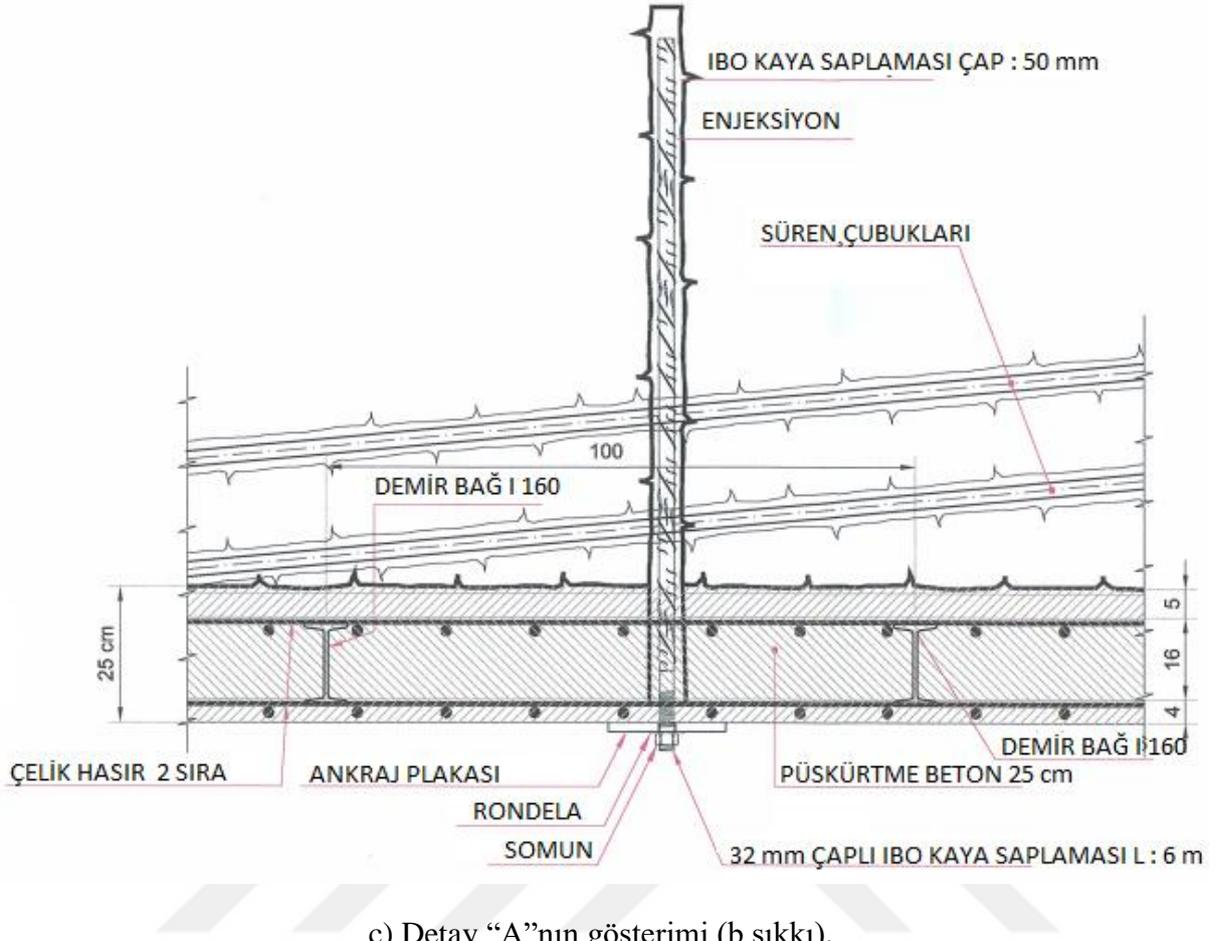 IBO KAYA SAPLAMASI ÇAP : 50 mm
ENJEKSİYON
SÜREN ÇUBUKLARI
100
DEMİR BAĞ I 160
25 cm
5
16
4
DEMİR BAĞ I 160
ÇELİK HASIR 2 SIRA
ANKRAJ PLAKASI
PÜSKÜRTME BETON 25 cm
RONDELA
SOMUN
32 mm ÇAPLI IBO KAYA SAPLAMASI L : 6 m
c) Detay “A”nın gösterimi (b şıkkı).